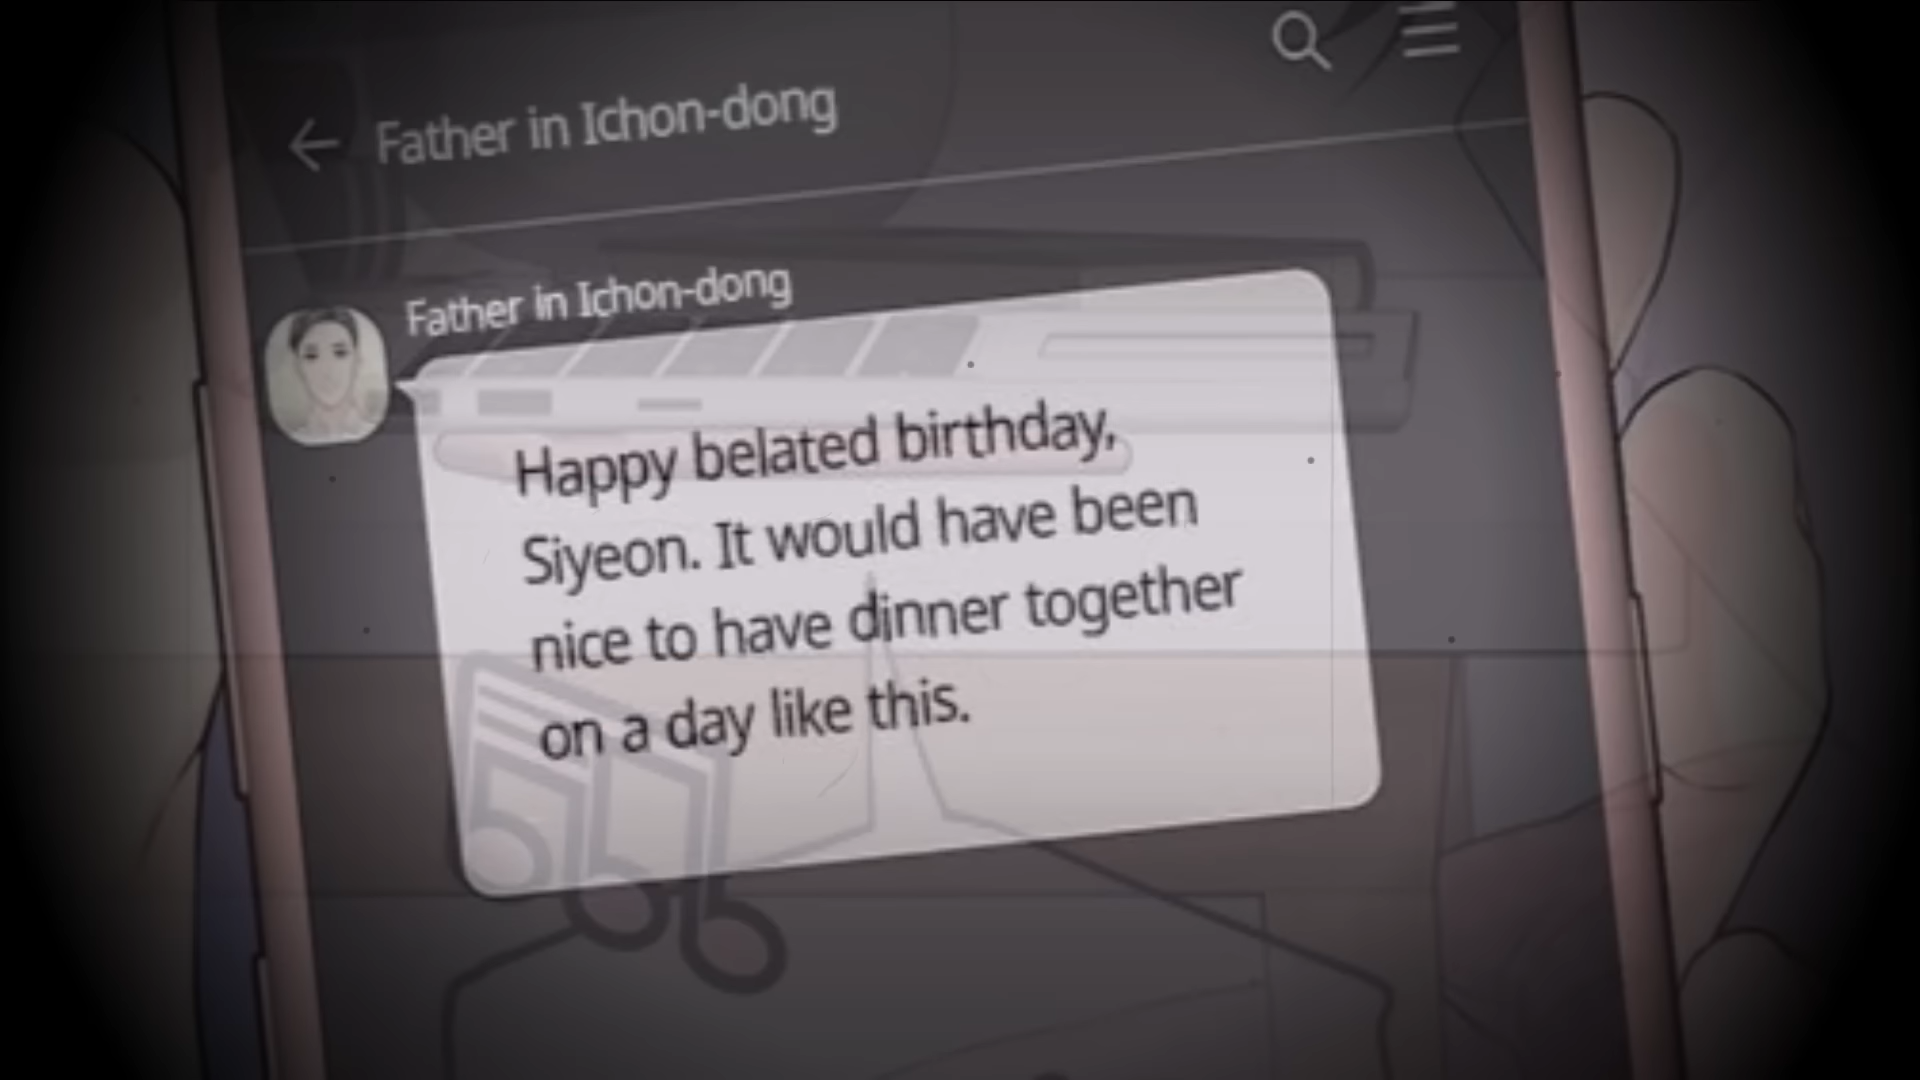 Father in Ichon-dong
Father in Ichon-dong
Happy belated birthday,
Siyeon. It would have been
nice to have dinner together
on a day like this.